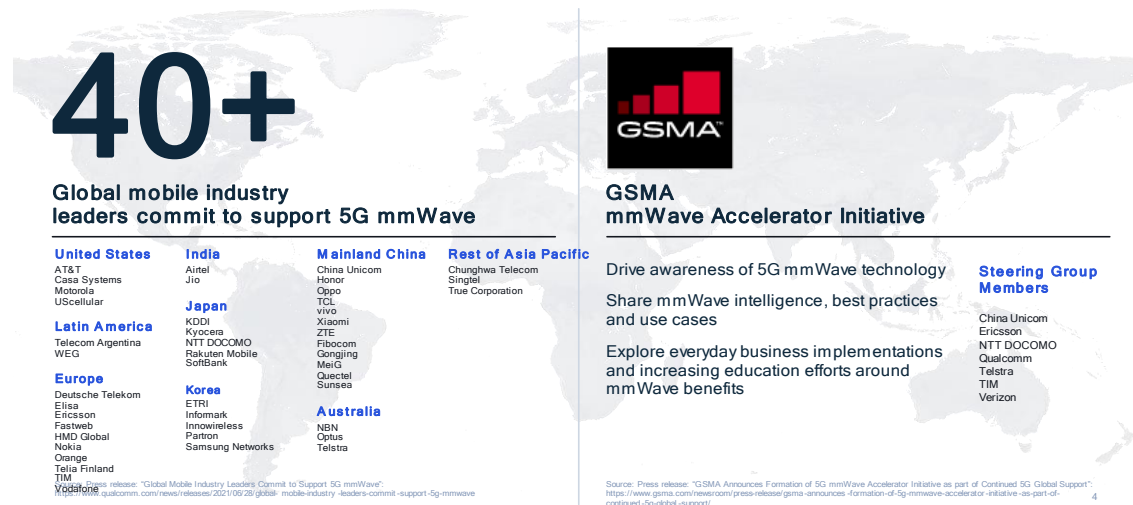 40+
Global mobile industry
leaders commit to support 5G mmWave
United States
AT&T
Casa Systems
Motorola
UScellular
Latin America
Telecom Argentina
WEG
Europe
Deutsche Telekom
Elisa
Ericsson
Fastweb
HMD Global
Nokia
Orange
Telia Finland
TIM
Vodafone
India
Airtel
Jio
Japan
KDDI
Kyocera
NTT DOCOMO
Rakuten Mobile
SoftBank
Korea
ETRI
Informark
Innowireless
Partron
Samsung Networks
Mainland China
China Unicom
Honor
Oppo
TCL
vivo
Xiaomi
ZTE
Fibocom
Gongjing
MeiG
Quectel
Sunsea
Australia
NBN
Optus
Telstra
Rest of Asia Pacific
Chunghwa Telecom
Singtel
True Corporation
Source: Press release: “Global Mobile Industry Leaders Commit to Support 5G mmWave”:
https://www.qualcomm.com/news/releases/2021/06/28/global- mobile-industry -leaders-commit -support-5g-mmwave
GSMA™
GSMA
mmWave Accelerator Initiative
Drive awareness of 5G mmWave technology
Share mmWave intelligence, best practices
and use cases
Explore everyday business implementations
and increasing education efforts around
mmWave benefits
Steering Group
Members
China Unicom
Ericsson
NTT DOCOMO
Qualcomm
Telstra
TIM
Verizon
Source: Press release: “GSMA Announces Formation of 5G mmWave Accelerator Initiative as part of Continued 5G Global Support”:
https://www.gsma.com/newsroom/press-release/gsma-announces -formation-of-5g-mmwave-accelerator -initiative -as-part-of-
continued -5g-global -support/
4